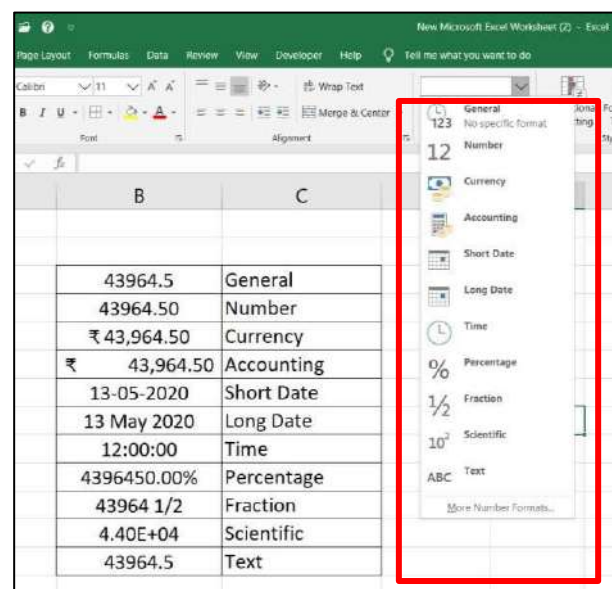 New Microsoft Excel Worksheet (2) - Excel
Page Layout Formulas Data Review View Developer Help Tell me what you want to do
Calibri 11 A A Wrap Text
B I U A Merge & Center
Font Alignment
fx
General
123 No specific format
12 Number
Currency
Accounting
Short Date
Long Date
Time
% Percentage
1/2 Fraction
10² Scientific
ABC Text
More Number Formats...
B C
43964.5 General
43964.50 Number
₹ 43,964.50 Currency
₹ 43,964.50 Accounting
13-05-2020 Short Date
13 May 2020 Long Date
12:00:00 Time
4396450.00% Percentage
43964 1/2 Fraction
4.40E+04 Scientific
43964.5 Text